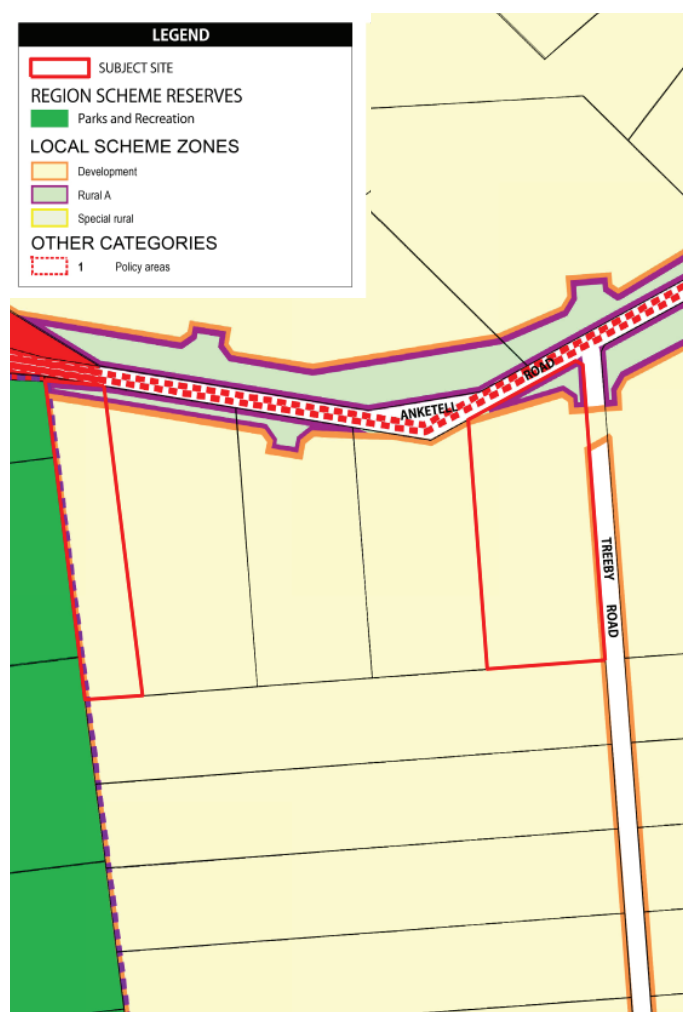 LEGEND
SUBJECT SITE
REGION SCHEME RESERVES
Parks and Recreation
LOCAL SCHEME ZONES
Development
Rural A
Special rural
OTHER CATEGORIES
1 Policy areas
ANKETELL ROAD
TREEBY ROAD